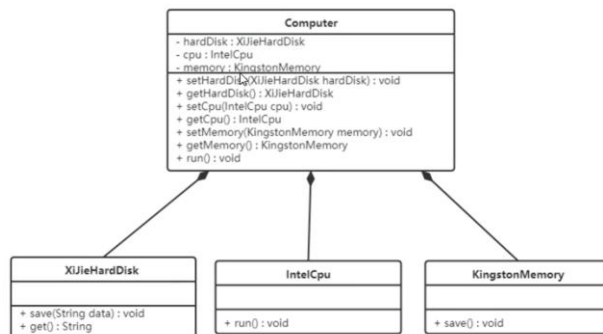 Computer
- hardDisk : XiJieHardDisk
- cpu : IntelCpu
- memory : KingstonMemory
+ setHardDisk(XiJieHardDisk hardDisk) : void
+ getHardDisk() : XiJieHardDisk
+ setCpu(IntelCpu cpu) : void
+ getCpu() : IntelCpu
+ setMemory(KingstonMemory memory) : void
+ getMemory() : KingstonMemory
+ run() : void
XiJieHardDisk
+ save(String data) : void
+ get() : String
IntelCpu
+ run() : void
KingstonMemory
+ save() : void